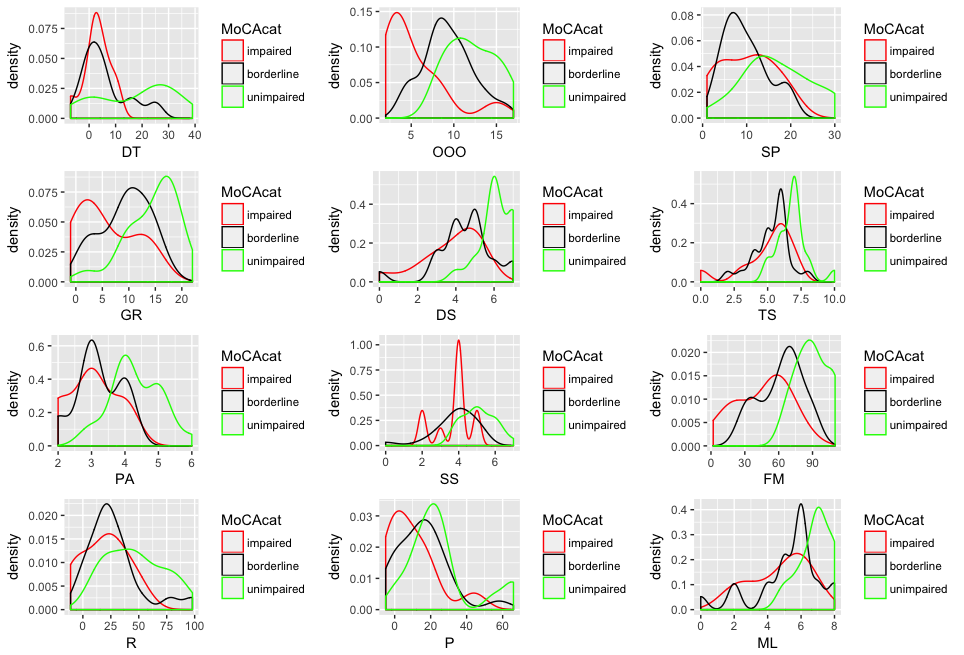 density
0.075
0.050
0.025
0.000
0 10 20 30 40
DT
MoCAcat
impaired
borderline
unimpaired
density
0.15
0.10
0.05
0.00
5 10 15
OOO
MoCAcat
impaired
borderline
unimpaired
density
0.08
0.06
0.04
0.02
0.00
0 10 20 30
SP
MoCAcat
impaired
borderline
unimpaired
density
0.075
0.050
0.025
0.000
0 5 10 15 20
GR
MoCAcat
impaired
borderline
unimpaired
density
0.4
0.2
0.0
0 2 4 6
DS
MoCAcat
impaired
borderline
unimpaired
density
0.4
0.2
0.0
0.0 2.5 5.0 7.5 10.0
TS
MoCAcat
impaired
borderline
unimpaired
density
0.6
0.4
0.2
0.0
2 3 4 5 6
PA
MoCAcat
impaired
borderline
unimpaired
density
1.00
0.75
0.50
0.25
0.00
0 2 4 6
SS
MoCAcat
impaired
borderline
unimpaired
density
0.020
0.015
0.010
0.005
0.000
0 30 60 90
FM
MoCAcat
impaired
borderline
unimpaired
density
0.020
0.015
0.010
0.005
0.000
0 25 50 75 100
R
MoCAcat
impaired
borderline
unimpaired
density
0.03
0.02
0.01
0.00
0 20 40 60
P
MoCAcat
impaired
borderline
unimpaired
density
0.4
0.3
0.2
0.1
0.0
0 2 4 6 8
ML
MoCAcat
impaired
borderline
unimpaired